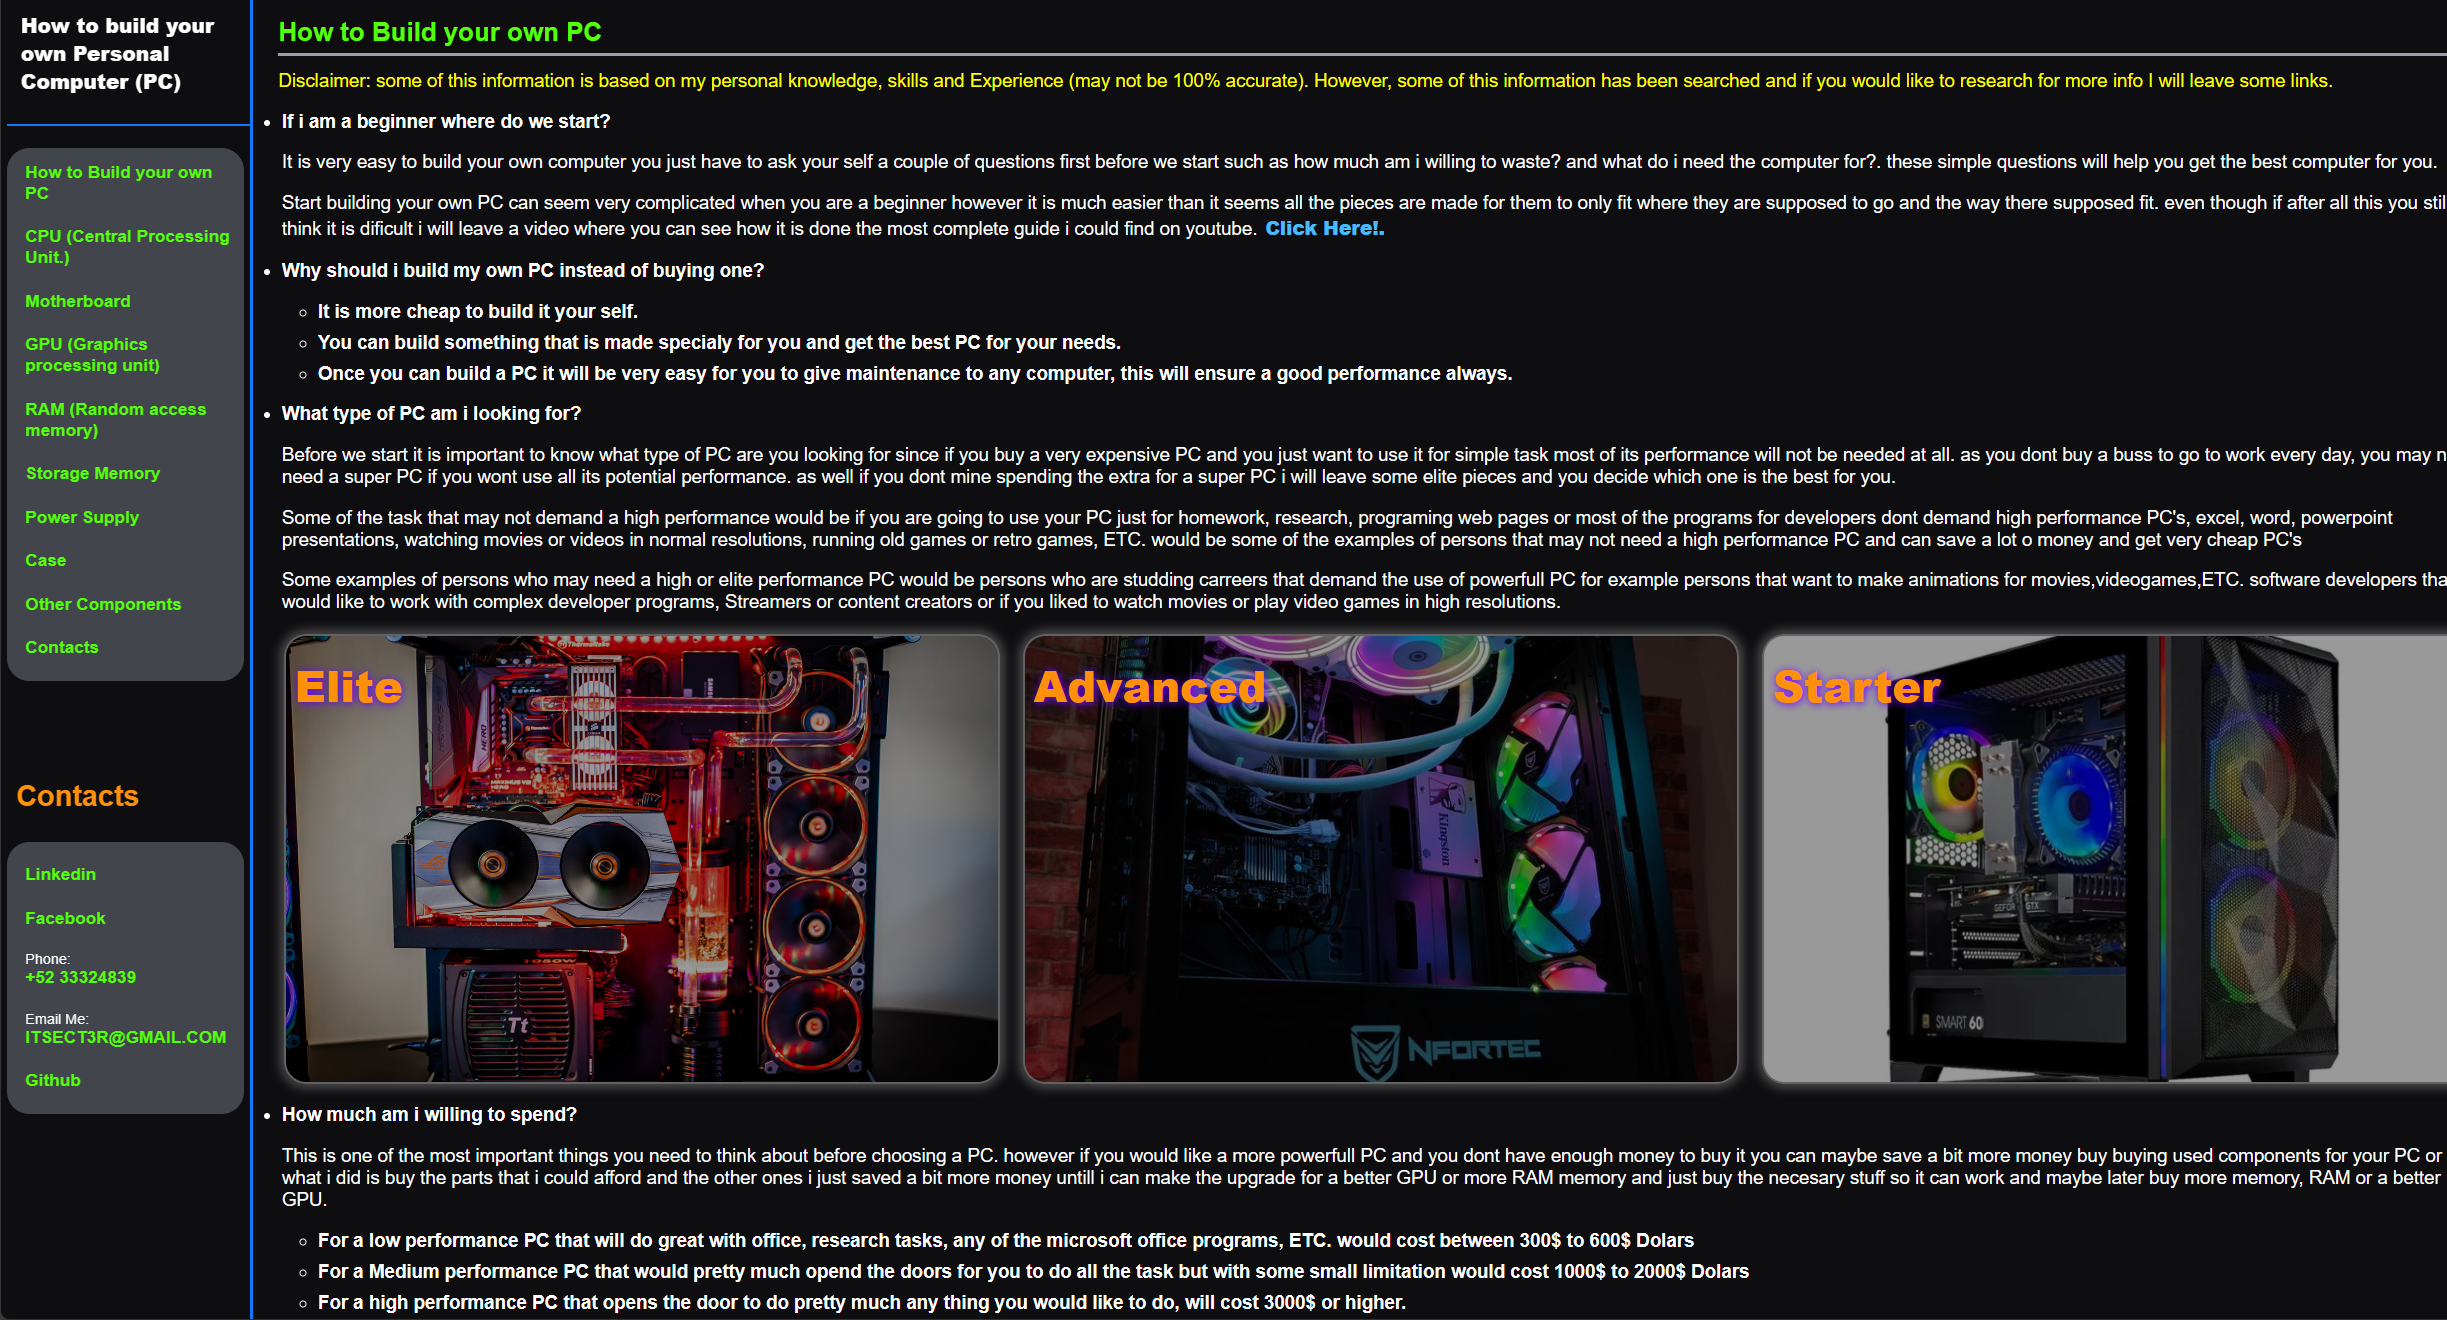 How to build your
own Personal
Computer (PC)
How to Build your own
PC
CPU (Central Processing
Unit.)
Motherboard
GPU (Graphics
processing unit)
RAM (Random access
memory)
Storage Memory
Power Supply
Case
Other Components
Contacts
Contacts
Linkedin
Facebook
Phone:
+52 33324839
Email Me:
ITSECT3R@GMAIL.COM
Github
How to Build your own PC
Disclaimer: some of this information is based on my personal knowledge, skills and Experience (may not be 100% accurate). However, some of this information has been searched and if you would like to research for more info I will leave some links.
If i am a beginner where do we start?
It is very easy to build your own computer you just have to ask your self a couple of questions first before we start such as how much am i willing to waste? and what do i need the computer for?. these simple questions will help you get the best computer for you.
Start building your own PC can seem very complicated when you are a beginner however it is much easier than it seems all the pieces are made for them to only fit where they are supposed to go and the way there supposed fit. even though if after all this you stil
think it is dificult i will leave a video where you can see how it is done the most complete guide i could find on youtube. Click Here!.
Why should i build my own PC instead of buying one?
It is more cheap to build it your self.
You can build something that is made specialy for you and get the best PC for your needs.
Once you can build a PC it will be very easy for you to give maintenance to any computer, this will ensure a good performance always.
What type of PC am i looking for?
Before we start it is important to know what type of PC are you looking for since if you buy a very expensive PC and you just want to use it for simple task most of its performance will not be needed at all. as you dont buy a buss to go to work every day, you may n
need a super PC if you wont use all its potential performance. as well if you dont mine spending the extra for a super PC i will leave some elite pieces and you decide which one is the best for you.
Some of the task that may not demand a high performance would be if you are going to use your PC just for homework, research, programing web pages or most of the programs for developers dont demand high performance PC's, excel, word, powerpoint
presentations, watching movies or videos in normal resolutions, running old games or retro games, ETC. would be some of the examples of persons that may not need a high performance PC and can save a lot o money and get very cheap PC's
Some examples of persons who may need a high or elite performance PC would be persons who are studding carreers that demand the use of powerfull PC for example persons that want to make animations for movies,videogames,ETC. software developers tha
would like to work with complex developer programs, Streamers or content creators or if you liked to watch movies or play video games in high resolutions.
Elite
HERO
Tt
Advanced
Kingston
NFORTEC
Starter
GEFORCE GTX
SMART 60
How much am i willing to spend?
This is one of the most important things you need to think about before choosing a PC. however if you would like a more powerfull PC and you dont have enough money to buy it you can maybe save a bit more money buy buying used components for your PC or
what i did is buy the parts that i could afford and the other ones i just saved a bit more money untill i can make the upgrade for a better GPU or more RAM memory and just buy the necesary stuff so it can work and maybe later buy more memory, RAM or a better
GPU.
For a low performance PC that will do great with office, research tasks, any of the microsoft office programs, ETC. would cost between 300$ to 600$ Dolars
For a Medium performance PC that would pretty much opend the doors for you to do all the task but with some small limitation would cost 1000$ to 2000$ Dolars
For a high performance PC that opens the door to do pretty much any thing you would like to do, will cost 3000$ or higher.